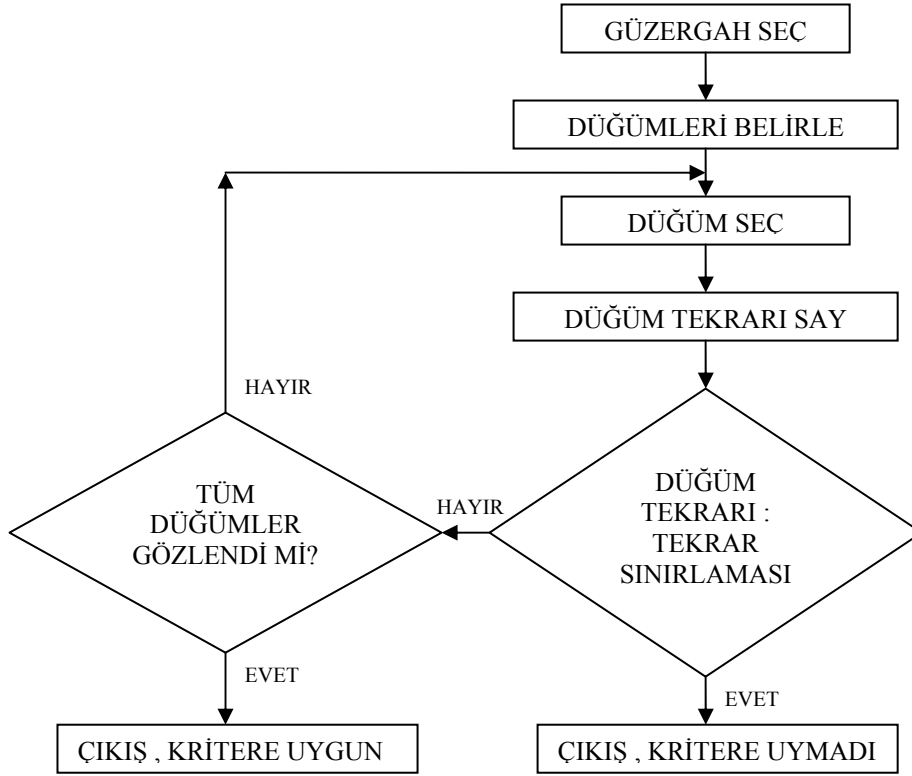 GÜZERGAH SEÇ
DÜĞÜMLERİ BELİRLE
DÜĞÜM SEÇ
DÜĞÜM TEKRARI SAY
HAYIR
TÜM
DÜĞÜMLER
GÖZLENDİ Mİ?
HAYIR
DÜĞÜM
TEKRARI :
TEKRAR
SINIRLAMASI
EVET
EVET
ÇIKIŞ , KRİTERE UYGUN
ÇIKIŞ , KRİTERE UYMADI